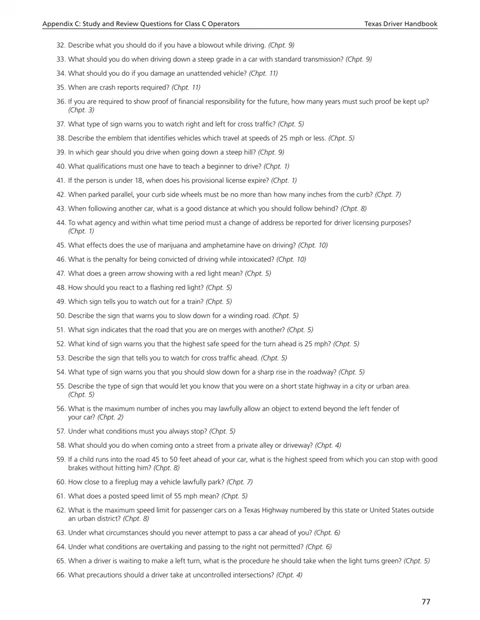 Appendix C: Study and Review Questions for Class C Operators
Texas Driver Handbook
32. Describe what you should do if you have a blowout while driving. (Chpt. 9)
33. What should you do when driving down a steep grade in a car with standard transmission? (Chpt. 9)
34. What should you do if you damage an unattended vehicle? (Chpt. 11)
35. When are crash reports required? (Chpt. 11)
36. If you are required to show proof of financial responsibility for the future, how many years must such proof be kept up?
(Chpt. 3)
37. What type of sign warns you to watch right and left for cross traffic? (Chpt. 5)
38. Describe the emblem that identifies vehicles which travel at speeds of 25 mph or less. (Chpt. 5)
39. In which gear should you drive when going down a steep hill? (Chpt. 9)
40. What qualifications must one have to teach a beginner to drive? (Chpt. 1)
41. If the person is under 18, when does his provisional license expire? (Chpt. 1)
42. When parked parallel, your curb side wheels must be no more than how many inches from the curb? (Chpt. 7)
43. When following another car, what is a good distance at which you should follow behind? (Chpt. 8)
44. To what agency and within what time period must a change of address be reported for driver licensing purposes?
(Chpt. 1)
45. What effects does the use of marijuana and amphetamine have on driving? (Chpt. 10)
46. What is the penalty for being convicted of driving while intoxicated? (Chpt. 10)
47. What does a green arrow showing with a red light mean? (Chpt. 5)
48. How should you react to a flashing red light? (Chpt. 5)
49. Which sign tells you to watch out for a train? (Chpt. 5)
50. Describe the sign that warns you to slow down for a winding road. (Chpt. 5)
51. What sign indicates that the road that you are on merges with another? (Chpt. 5)
52. What kind of sign warns you that the highest safe speed for the turn ahead is 25 mph? (Chpt. 5)
53. Describe the sign that tells you to watch for cross traffic ahead. (Chpt. 5)
54. What type of sign warns you that you should slow down for a sharp rise in the roadway? (Chpt. 5)
55. Describe the type of sign that would let you know that you were on a short state highway in a city or urban area.
(Chpt. 5)
56. What is the maximum number of inches you may lawfully allow an object to extend beyond the left fender of
your car? (Chpt. 2)
57. Under what conditions must you always stop? (Chpt. 5)
58. What should you do when coming onto a street from a private alley or driveway? (Chpt. 4)
59. If a child runs into the road 45 to 50 feet ahead of your car, what is the highest speed from which you can stop with good
brakes without hitting him? (Chpt. 8)
60. How close to a fireplug may a vehicle lawfully park? (Chpt. 7)
61. What does a posted speed limit of 55 mph mean? (Chpt. 5)
62. What is the maximum speed limit for passenger cars on a Texas Highway numbered by this state or United States outside
an urban district? (Chpt. 8)
63. Under what circumstances should you never attempt to pass a car ahead of you? (Chpt. 6)
64. Under what conditions are overtaking and passing to the right not permitted? (Chpt. 6)
65. When a driver is waiting to make a left turn, what is the procedure he should take when the light turns green? (Chpt. 5)
66. What precautions should a driver take at uncontrolled intersections? (Chpt. 4)
77